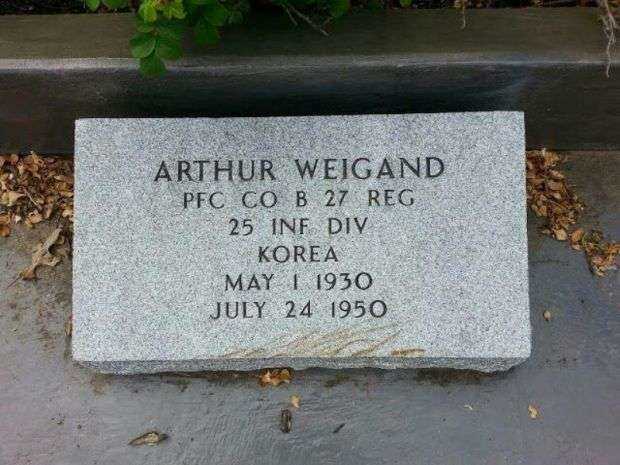 ARTHUR WEIGAND
PFC CO B 27 REG
25 INF DIV
KOREA
MAY 1 1930
JULY 24 1950